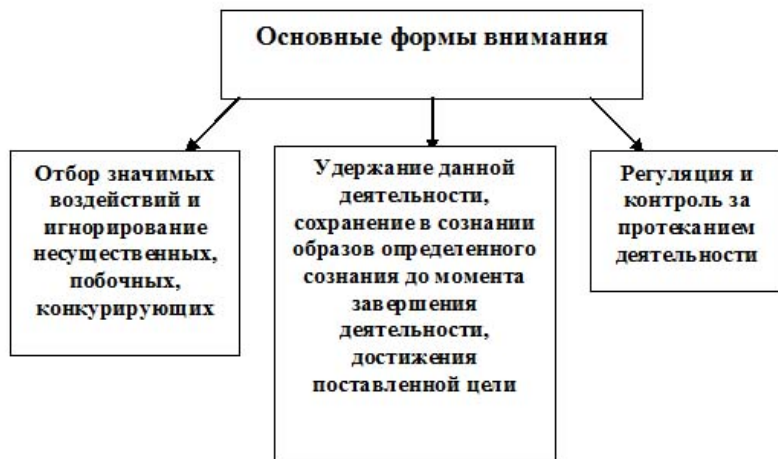 Основные формы внимания
Отбор значимых
воздействий и
игнорирование
несущественных,
побочных,
конкурирующих
Удержание данной
деятельности,
сохранение в сознании
образов определенного
сознания до момента
завершения
деятельности,
достижения
поставленной цели
Регуляция и
контроль за
протеканием
деятельности